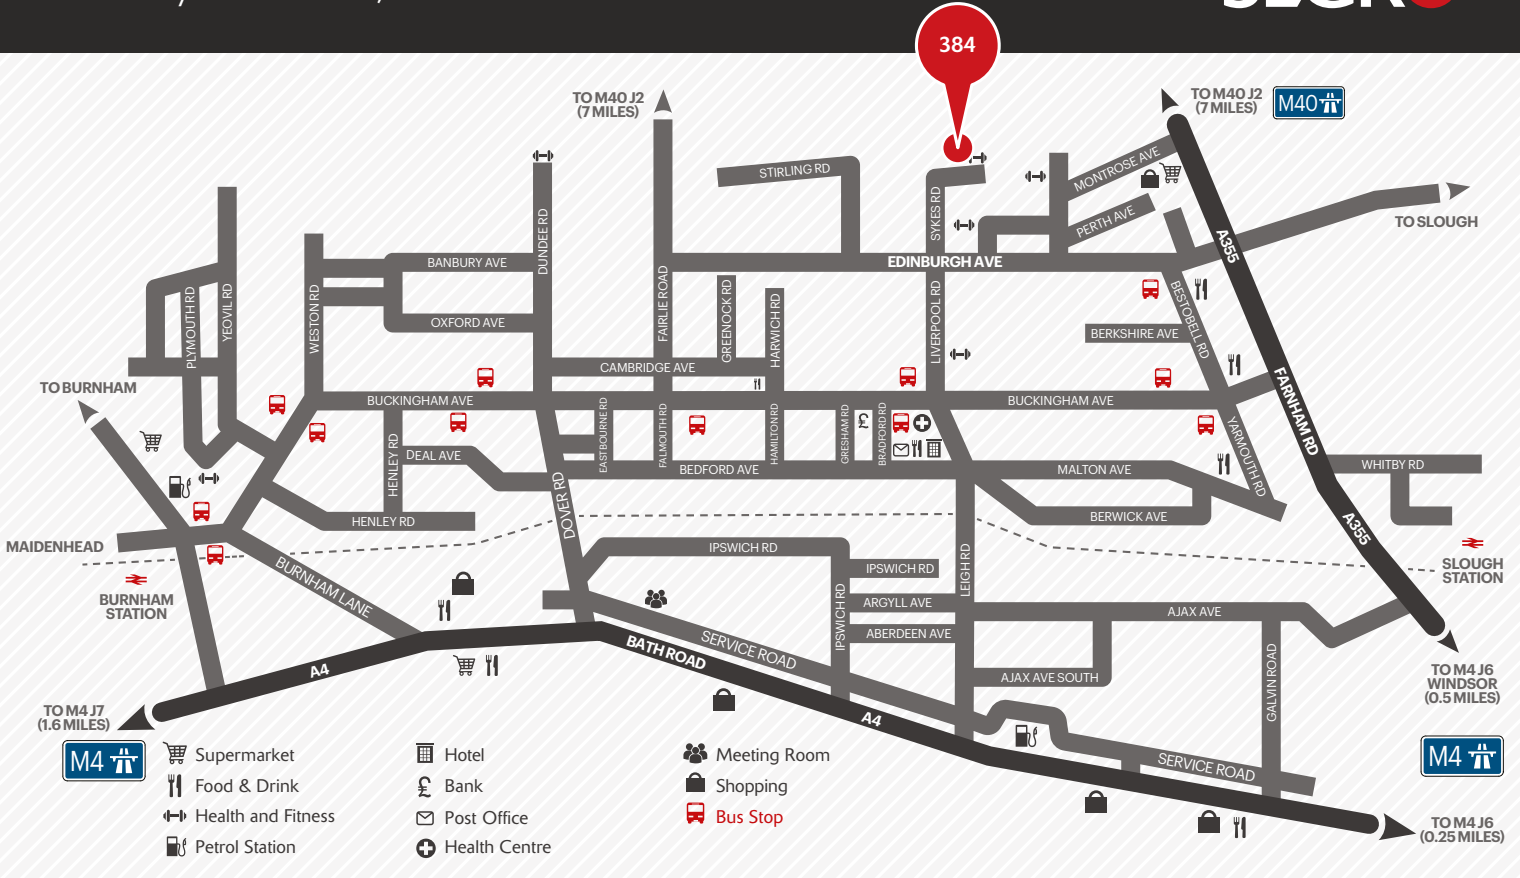 384
TO M40 J2
(7 MILES)
TO M40 J2
(7 MILES)
M40
STIRLING RD
MONTROSE AVE
PERTH AVE
SYKES RD
TO SLOUGH
A355
DUNDEE RD
BANBURY AVE
EDINBURGH AVE
FAIRLIE ROAD
PLYMOUTH RD
YEOVIL RD
WESTON RD
GREENOCK RD
HARWICH RD
LIVERPOOL RD
BESTOBELL RD
OXFORD AVE
BERKSHIRE AVE
CAMBRIDGE AVE
TO BURNHAM
BUCKINGHAM AVE
BUCKINGHAM AVE
FARNHAM RD
EASTBOURNE RD
FALMOUTH RD
HAMILTON RD
GRESHAM RD
BRADFORD RD
YARMOUTH RD
HENLEY RD
DEAL AVE
BEDFORD AVE
MALTON AVE
WHITBY RD
DOVER RD
HENLEY RD
BERWICK AVE
A355
MAIDENHEAD
IPSWICH RD
IPSWICH RD
LEIGH RD
SLOUGH
STATION
BURNHAM
STATION
BURNHAM LANE
IPSWICH RD
ARGYLL AVE
AJAX AVE
ABERDEEN AVE
SERVICE ROAD
BATH ROAD
A4
AJAX AVE SOUTH
GALVIN ROAD
TO M4 J6
WINDSOR
(0.5 MILES)
TO M4 J7
(1.6 MILES)
A4
M4
M4
SERVICE ROAD
Supermarket
Food & Drink
Health and Fitness
Petrol Station
Hotel
Bank
Post Office
Health Centre
Meeting Room
Shopping
Bus Stop
TO M4 J6
(0.25 MILES)